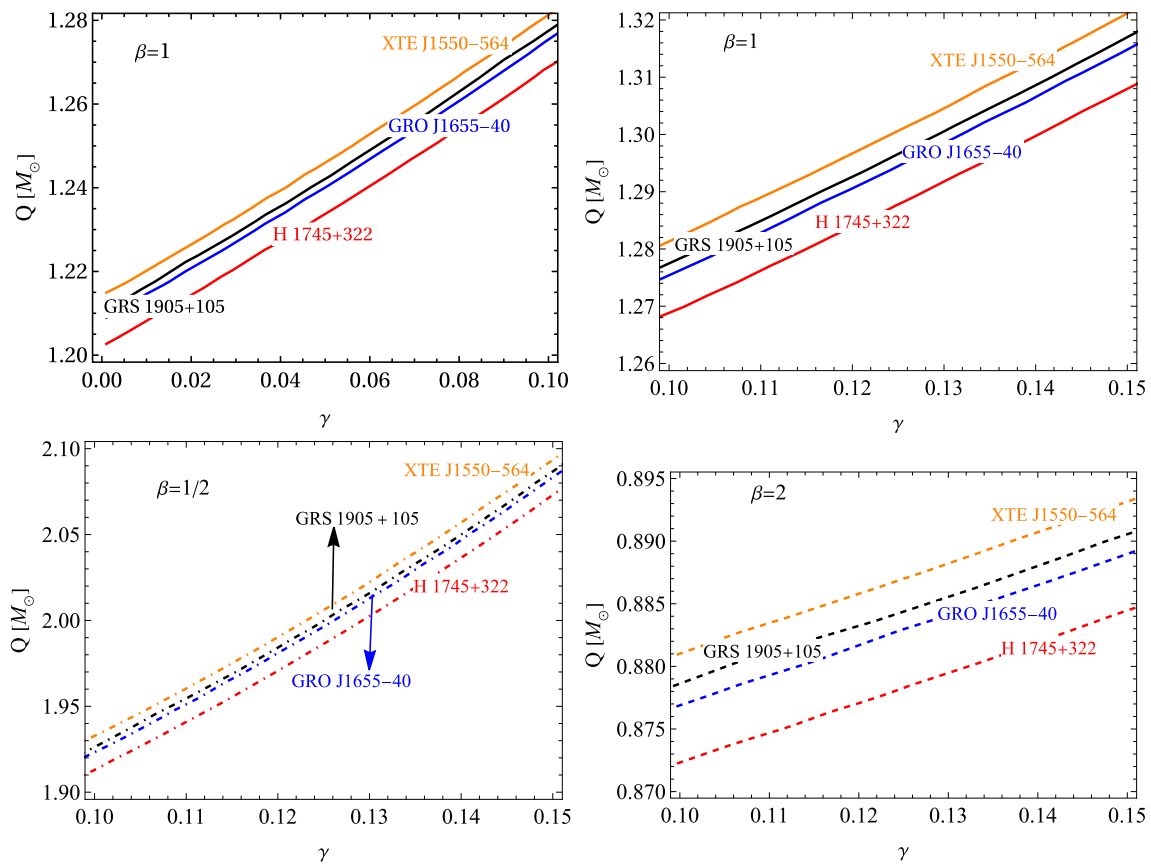 β=1
XTE J1550−564
GRO J1655−40
H 1745+322
GRS 1905+105
Q [M⊙]
1.28
1.26
1.24
1.22
1.20
0.00 0.02 0.04 0.06 0.08 0.10
γ
β=1
XTE J1550−564
GRO J1655−40
H 1745+322
GRS 1905+105
Q [M⊙]
1.32
1.31
1.30
1.29
1.28
1.27
1.26
0.10 0.11 0.12 0.13 0.14 0.15
γ
β=1/2
XTE J1550−564
GRS 1905+105
H 1745+322
GRO J1655−40
Q [M⊙]
2.10
2.05
2.00
1.95
1.90
0.10 0.11 0.12 0.13 0.14 0.15
γ
β=2
XTE J1550−564
GRO J1655−40
GRS 1905+105
H 1745+322
Q [M⊙]
0.895
0.890
0.885
0.880
0.875
0.870
0.10 0.11 0.12 0.13 0.14 0.15
γ